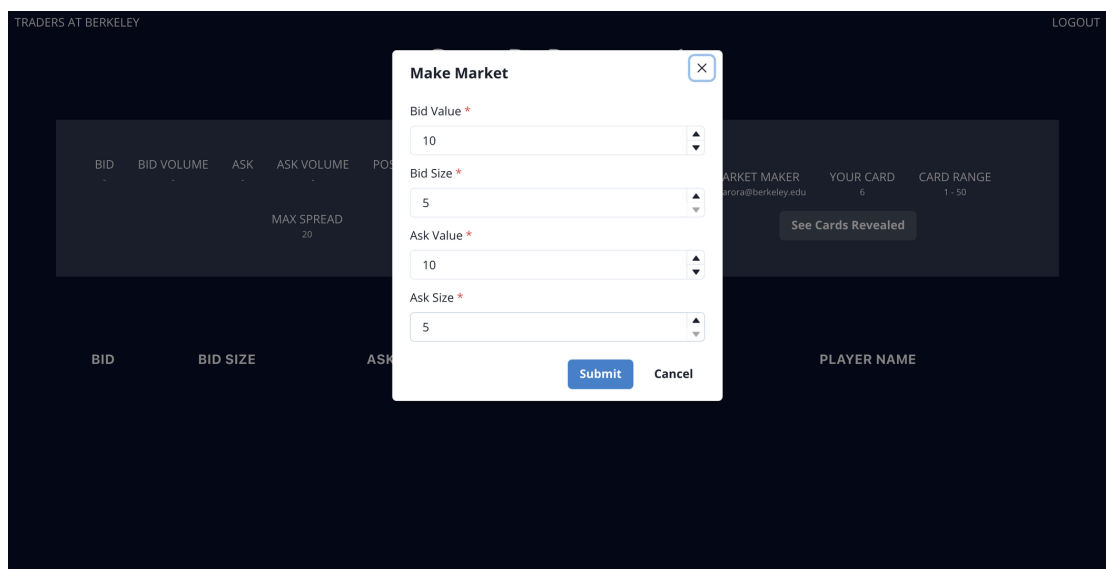 TRADERS AT BERKELEY
LOGOUT
Make Market
Bid Value *
10
Bid Size *
5
Ask Value *
10
Ask Size *
5
Submit Cancel
BID BID VOLUME ASK ASK VOLUME POS
- - - -
MAX SPREAD
20
ARKET MAKER YOUR CARD CARD RANGE
arora@berkeley.edu 6 1 - 50
See Cards Revealed
BID BID SIZE ASK PLAYER NAME